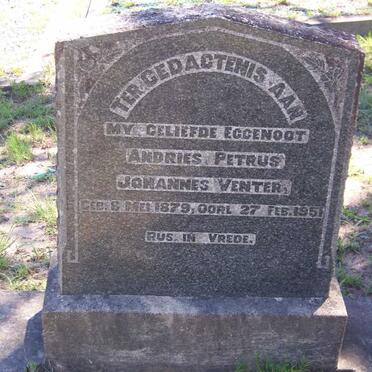 TER GEDAGTENIS AAN
MY GELIEFDE EGGENOOT
ANDRIES PETRUS
JOHANNES VENTER,
GEB. 8 MEI 1879, OORL 27 FEB. 1951
RUS IN VREDE.